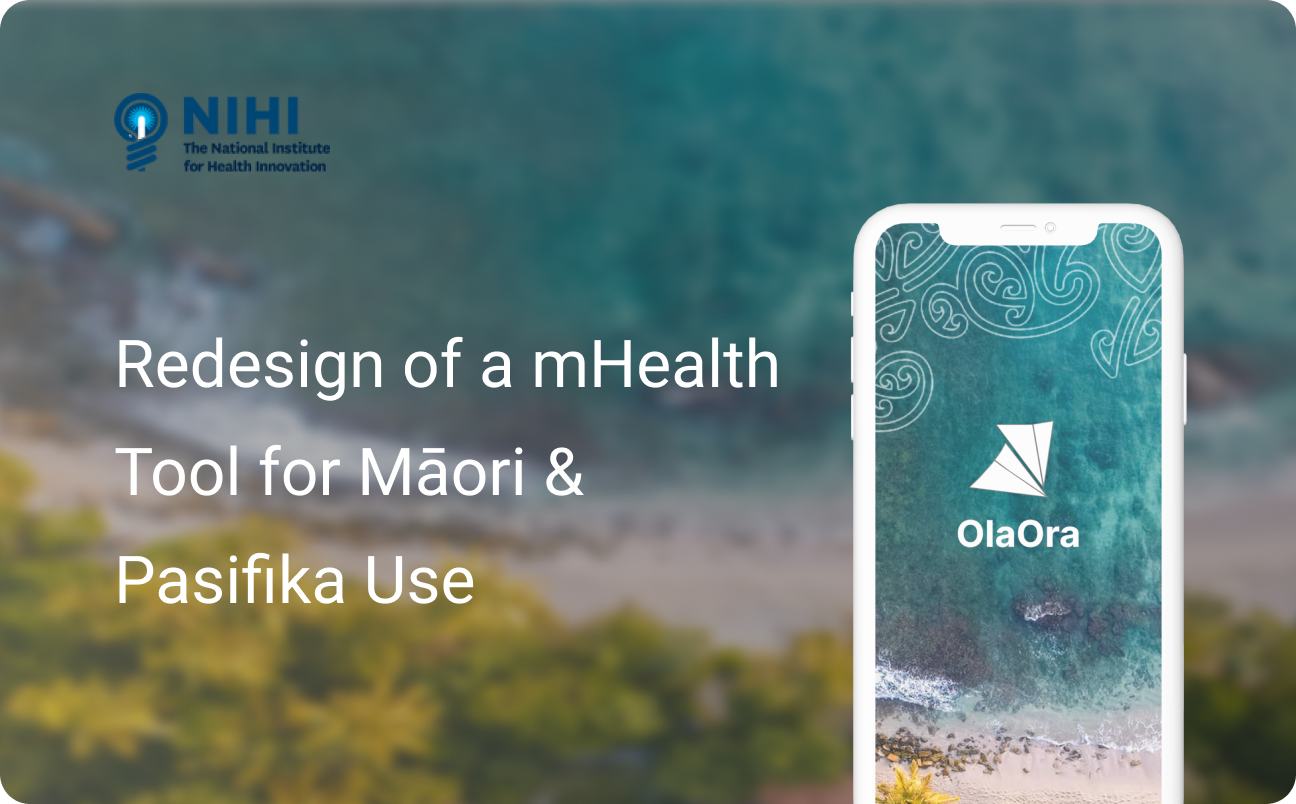 NIHI
The National Institute
for Health Innovation
Redesign of a mHealth
Tool for Māori &
Pasifika Use
OlaOra